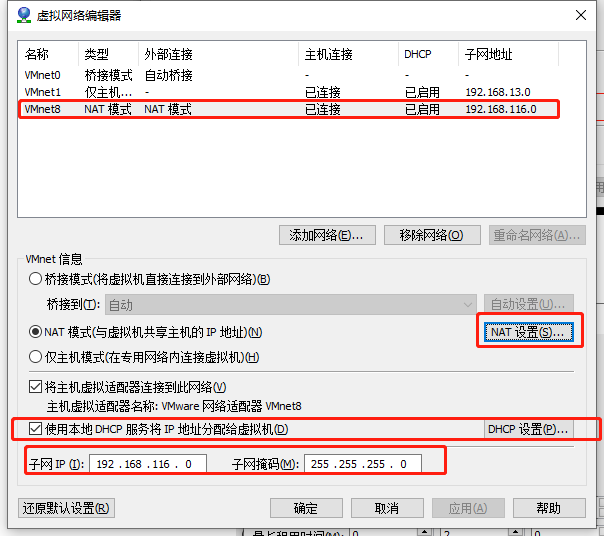 虚拟网络编辑器
名称 类型 外部连接 主机连接 DHCP 子网地址
VMnet0 桥接模式 自动桥接 - - -
VMnet1 仅主机... - 已连接 已启用 192.168.13.0
VMnet8 NAT 模式 NAT 模式 已连接 已启用 192.168.116.0
添加网络(E)... 移除网络(O) 重命名网络(A)...
VMnet 信息
桥接模式(将虚拟机直接连接到外部网络)(B)
桥接到(T): 自动 自动设置(U)...
NAT 模式(与虚拟机共享主机的 IP 地址)(N) NAT 设置(S)...
仅主机模式(在专用网络内连接虚拟机)(H)
将主机虚拟适配器连接到此网络(V)
主机虚拟适配器名称: VMware 网络适配器 VMnet8
使用本地 DHCP 服务将 IP 地址分配给虚拟机(D) DHCP 设置(P)...
子网 IP (I): 192 . 168 . 116 . 0 子网掩码(M): 255 . 255 . 255 . 0
还原默认设置(R) 确定 取消 应用(A) 帮助
0 2 0